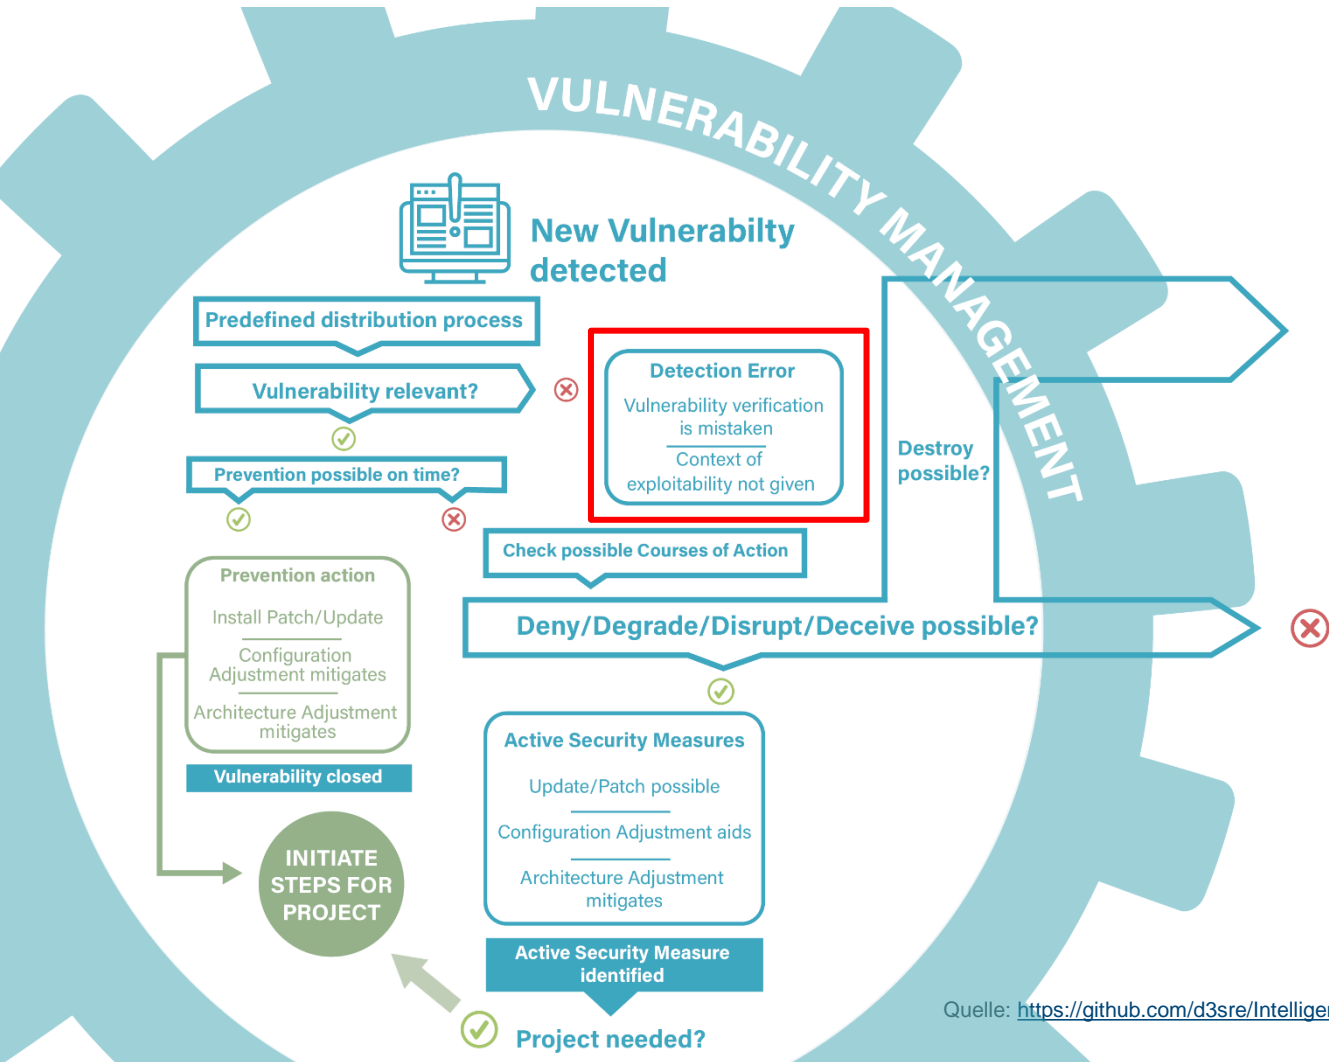 VULNERABILITY MANAGEMENT
New Vulnerabilty
detected
Predefined distribution process
Vulnerability relevant?
Detection Error
Vulnerability verification
is mistaken
Context of
exploitability not given
Prevention possible on time?
Destroy
possible?
Check possible Courses of Action
Prevention action
Install Patch/Update
Configuration
Adjustment mitigates
Architecture Adjustment
mitigates
Vulnerability closed
Deny/Degrade/Disrupt/Deceive possible?
Active Security Measures
Update/Patch possible
Configuration Adjustment aids
Architecture Adjustment
mitigates
INITIATE
STEPS FOR
PROJECT
Active Security Measure
identified
Project needed?
Quelle: https://github.com/d3sre/Intelliger